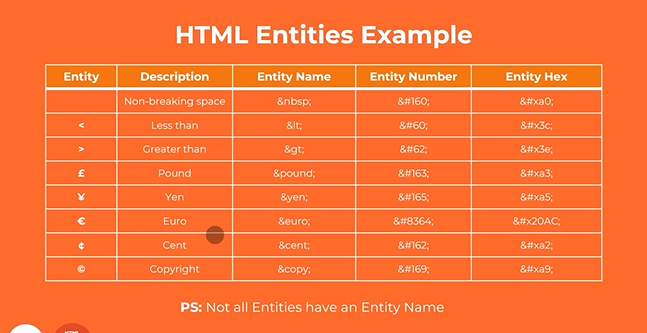 HTML Entities Example
Entity Description Entity Name Entity Number Entity Hex
Non-breaking space &nbsp; &#160; &#xa0;
< Less than &lt; &#60; &#x3c;
> Greater than &gt; &#62; &#x3e;
£ Pound &pound; &#163; &#xa3;
¥ Yen &yen; &#165; &#xa5;
€ Euro &euro; &#8364; &#x20AC;
¢ Cent &cent; &#162; &#xa2;
© Copyright &copy; &#169; &#xa9;
PS: Not all Entities have an Entity Name
HTML